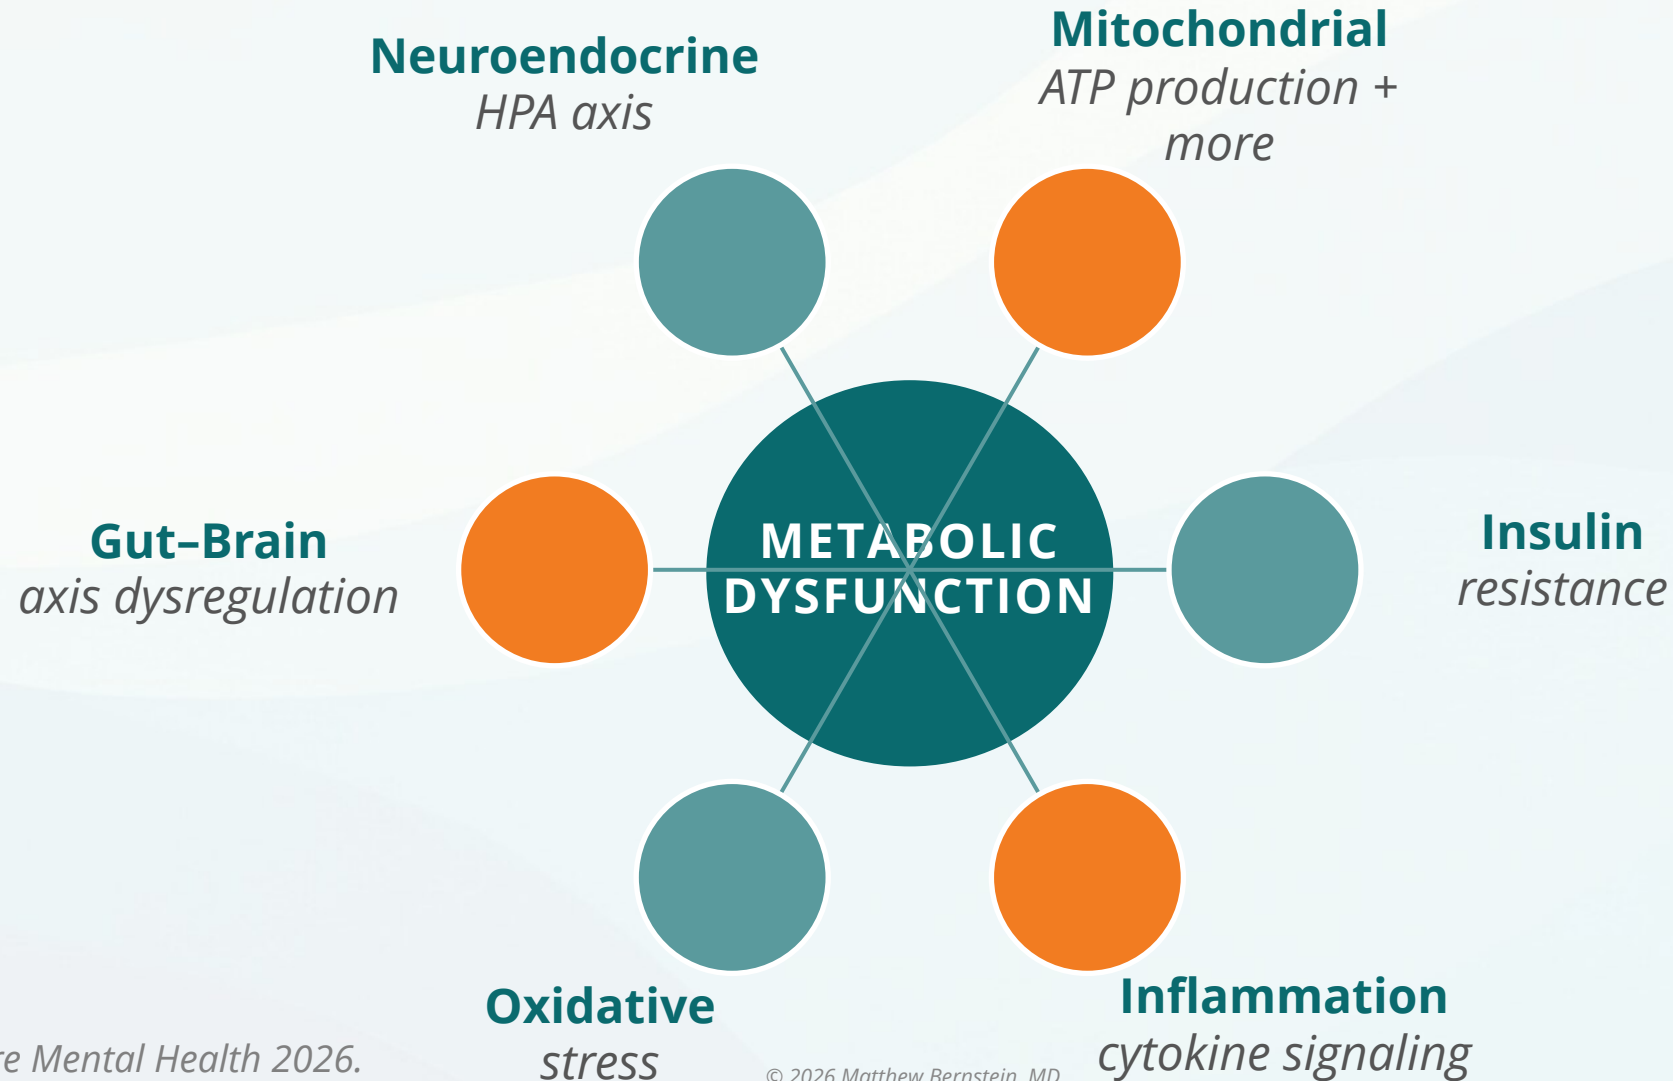 Neuroendocrine
HPA axis
Mitochondrial
ATP production +
more
Gut–Brain
axis dysregulation
METABOLIC
DYSFUNCTION
Insulin
resistance
Oxidative
stress
Inflammation
cytokine signaling
Mental Health 2026.
© 2026 Matthew Bernstein, MD